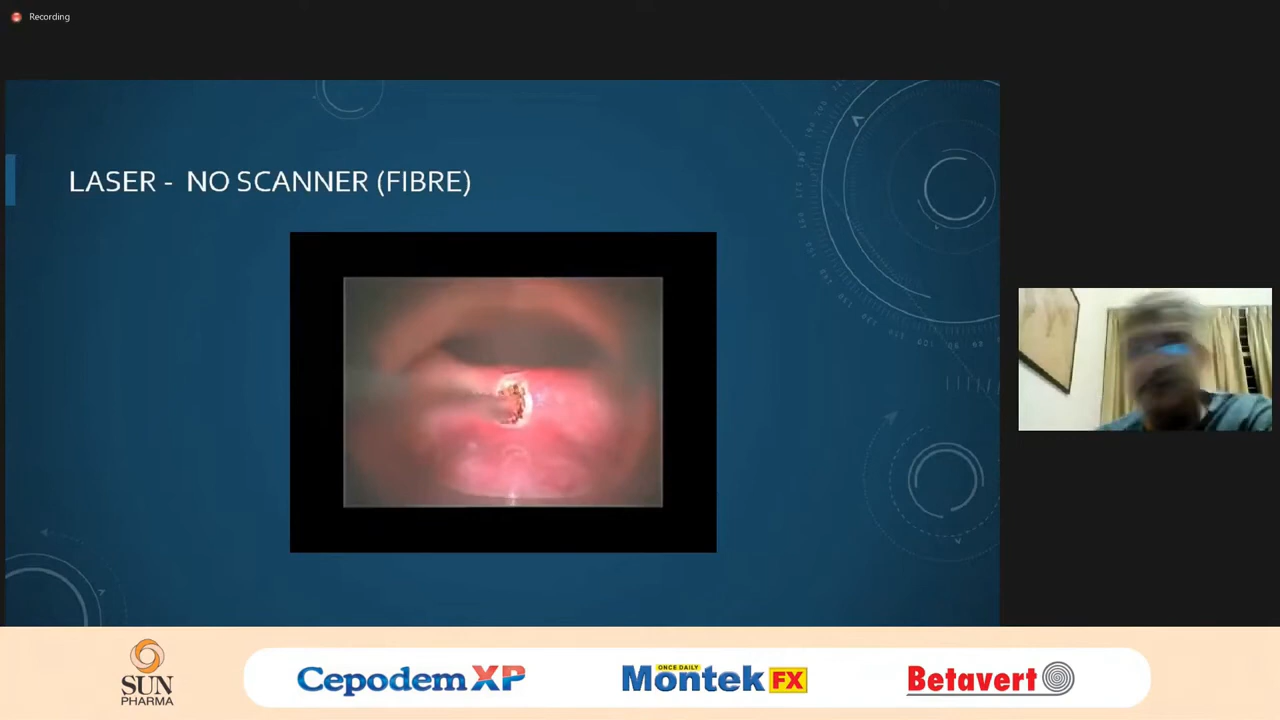 Recording
LASER - NO SCANNER (FIBRE)
SUN
PHARMA
Cepodem XP
ONCE DAILY
Montek FX
Betavert